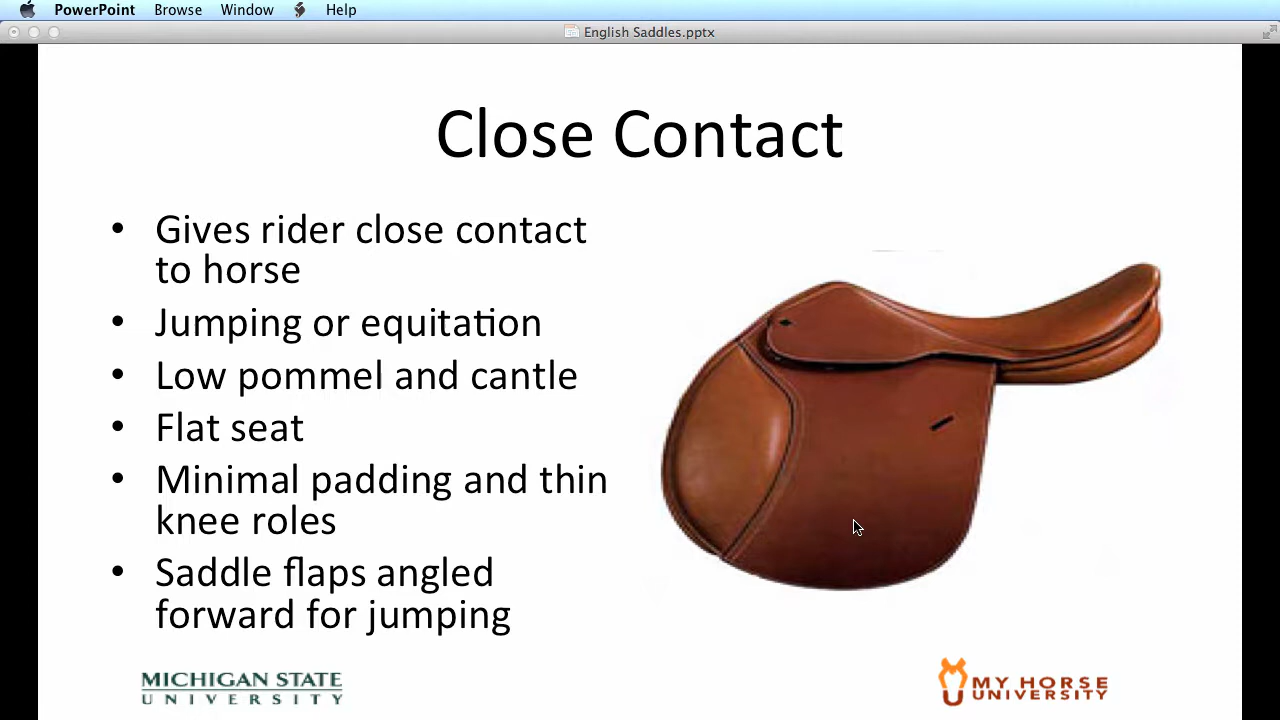 PowerPoint Browse Window Help
English Saddles.pptx
Close Contact
• Gives rider close contact
to horse
• Jumping or equitation
• Low pommel and cantle
• Flat seat
• Minimal padding and thin
knee roles
• Saddle flaps angled
forward for jumping
MICHIGAN STATE
UNIVERSITY
MY HORSE
UNIVERSITY